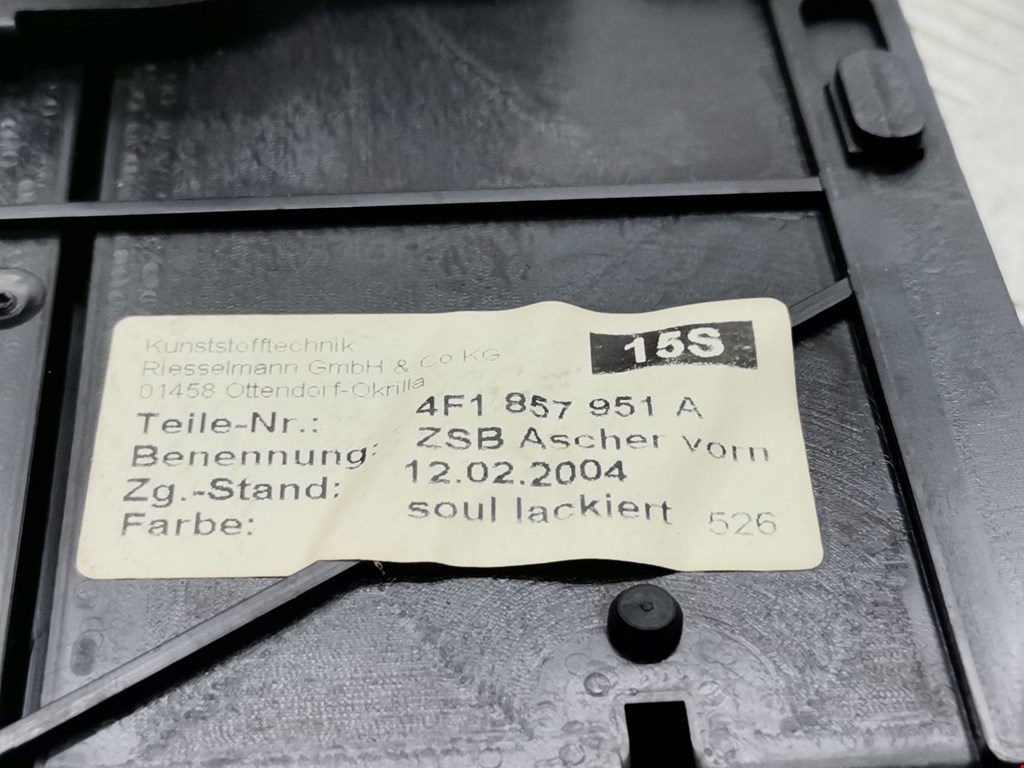 Kunststofftechnik
Riesselmann GmbH & Co KG
01458 Ottendorf-Okrilla
15S
Teile-Nr.: 4F1 857 951 A
Benennung: ZSB Ascher vorn
Zg.-Stand: 12.02.2004
Farbe: soul lackiert 526